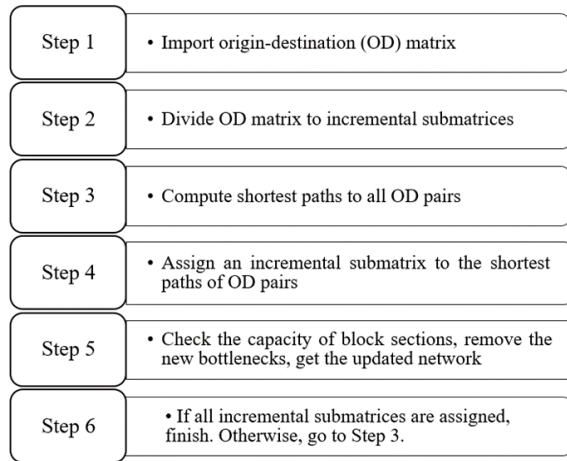 Step 1
• Import origin-destination (OD) matrix
Step 2
• Divide OD matrix to incremental submatrices
Step 3
• Compute shortest paths to all OD pairs
Step 4
• Assign an incremental submatrix to the shortest
paths of OD pairs
Step 5
• Check the capacity of block sections, remove the
new bottlenecks, get the updated network
Step 6
• If all incremental submatrices are assigned,
finish. Otherwise, go to Step 3.